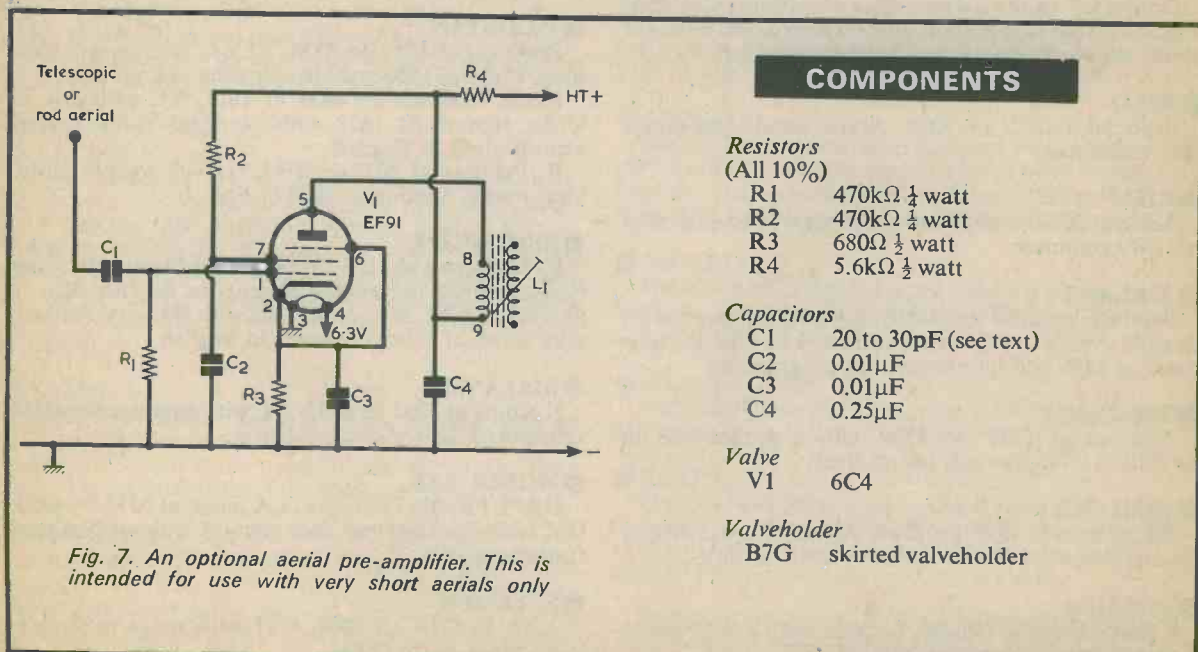 Telescopic
or
rod aerial
R4
HT+
R2
5
V1
EF91
7
6
C1
1
8
L1
2
3
4
9
6·3V
R1
C2
R3
C3
C4
−
Fig. 7. An optional aerial pre-amplifier. This is
intended for use with very short aerials only
COMPONENTS
Resistors
(All 10%)
R1 470kΩ ¼ watt
R2 470kΩ ¼ watt
R3 680Ω ½ watt
R4 5.6kΩ ½ watt
Capacitors
C1 20 to 30pF (see text)
C2 0.01μF
C3 0.01μF
C4 0.25μF
Valve
V1 6C4
Valveholder
B7G skirted valveholder